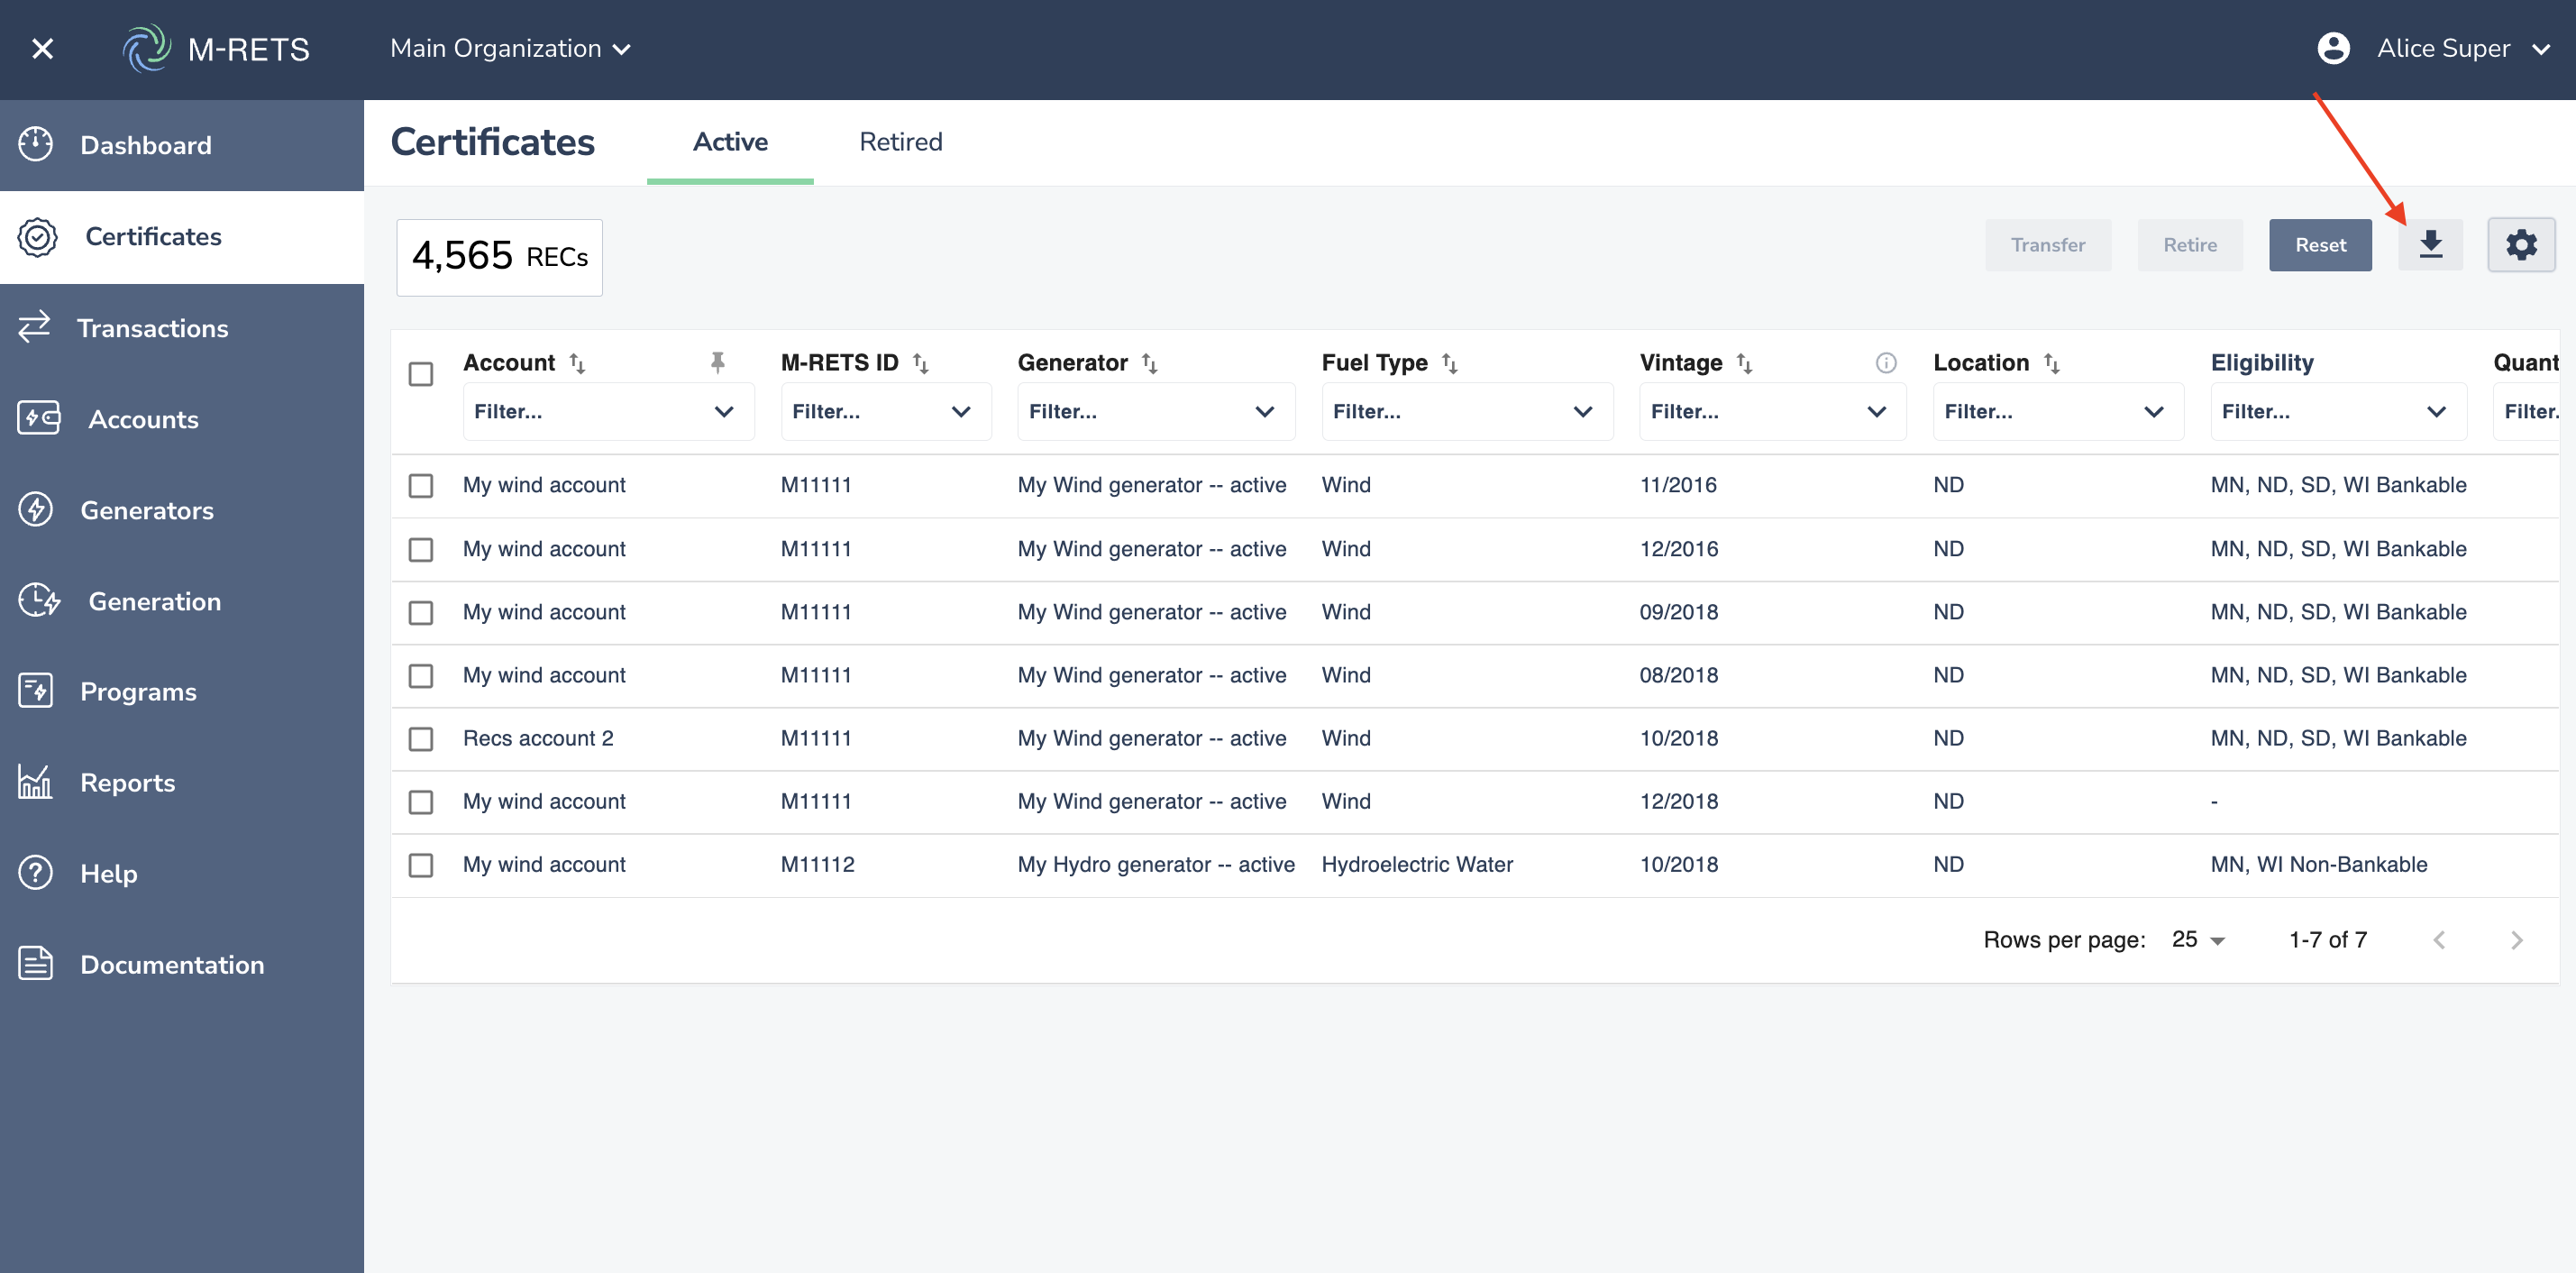 M-RETS Main Organization Alice Super
Dashboard
Certificates
Transactions
Accounts
Generators
Generation
Programs
Reports
Help
Documentation
Certificates Active Retired
4,565 RECs
Transfer Retire Reset
Account M-RETS ID Generator Fuel Type Vintage Location Eligibility Quant
Filter... Filter... Filter... Filter... Filter... Filter... Filter... Filter.
My wind account M11111 My Wind generator -- active Wind 11/2016 ND MN, ND, SD, WI Bankable
My wind account M11111 My Wind generator -- active Wind 12/2016 ND MN, ND, SD, WI Bankable
My wind account M11111 My Wind generator -- active Wind 09/2018 ND MN, ND, SD, WI Bankable
My wind account M11111 My Wind generator -- active Wind 08/2018 ND MN, ND, SD, WI Bankable
Recs account 2 M11111 My Wind generator -- active Wind 10/2018 ND MN, ND, SD, WI Bankable
My wind account M11111 My Wind generator -- active Wind 12/2018 ND -
My wind account M11112 My Hydro generator -- active Hydroelectric Water 10/2018 ND MN, WI Non-Bankable
Rows per page: 25 1-7 of 7